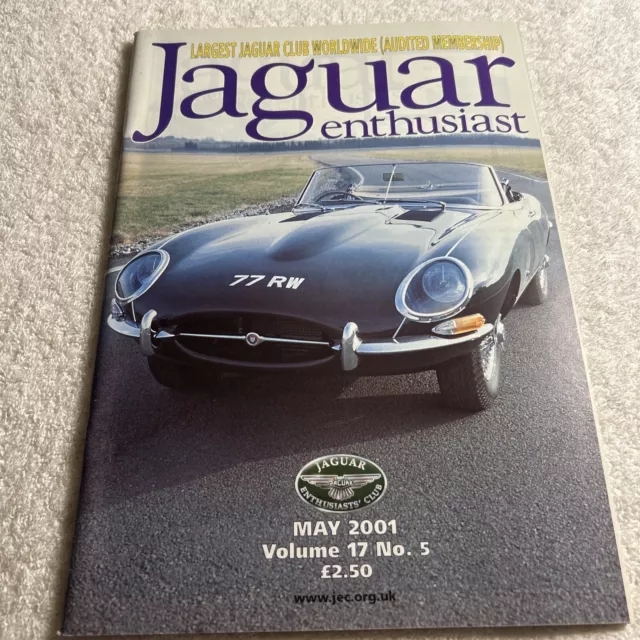 LARGEST JAGUAR CLUB WORLDWIDE (AUDITED MEMBERSHIP)
Jaguar
enthusiast
77 RW
JAGUAR
JAGUAR
ENTHUSIASTS' CLUB
MAY 2001
Volume 17 No. 5
£2.50
www.jec.org.uk